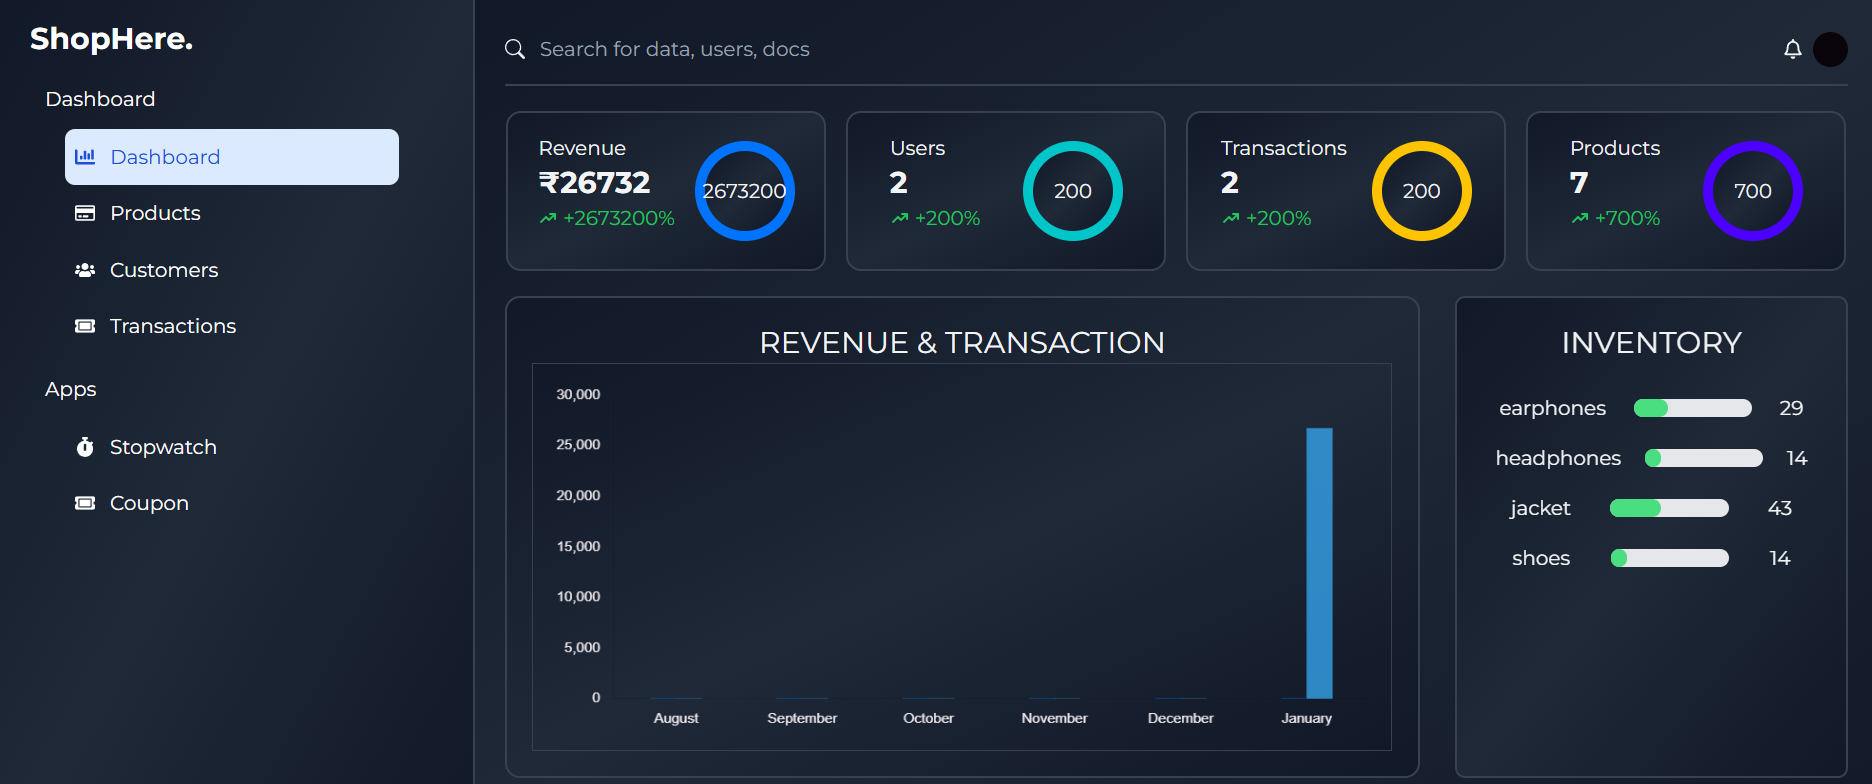 ShopHere.
Dashboard
Dashboard
Products
Customers
Transactions
Apps
Stopwatch
Coupon
Search for data, users, docs
Revenue
₹26732
+2673200%
2673200
Users
2
+200%
200
Transactions
2
+200%
200
Products
7
+700%
700
REVENUE & TRANSACTION
30,000
25,000
20,000
15,000
10,000
5,000
0
August September October November December January
INVENTORY
earphones 29
headphones 14
jacket 43
shoes 14